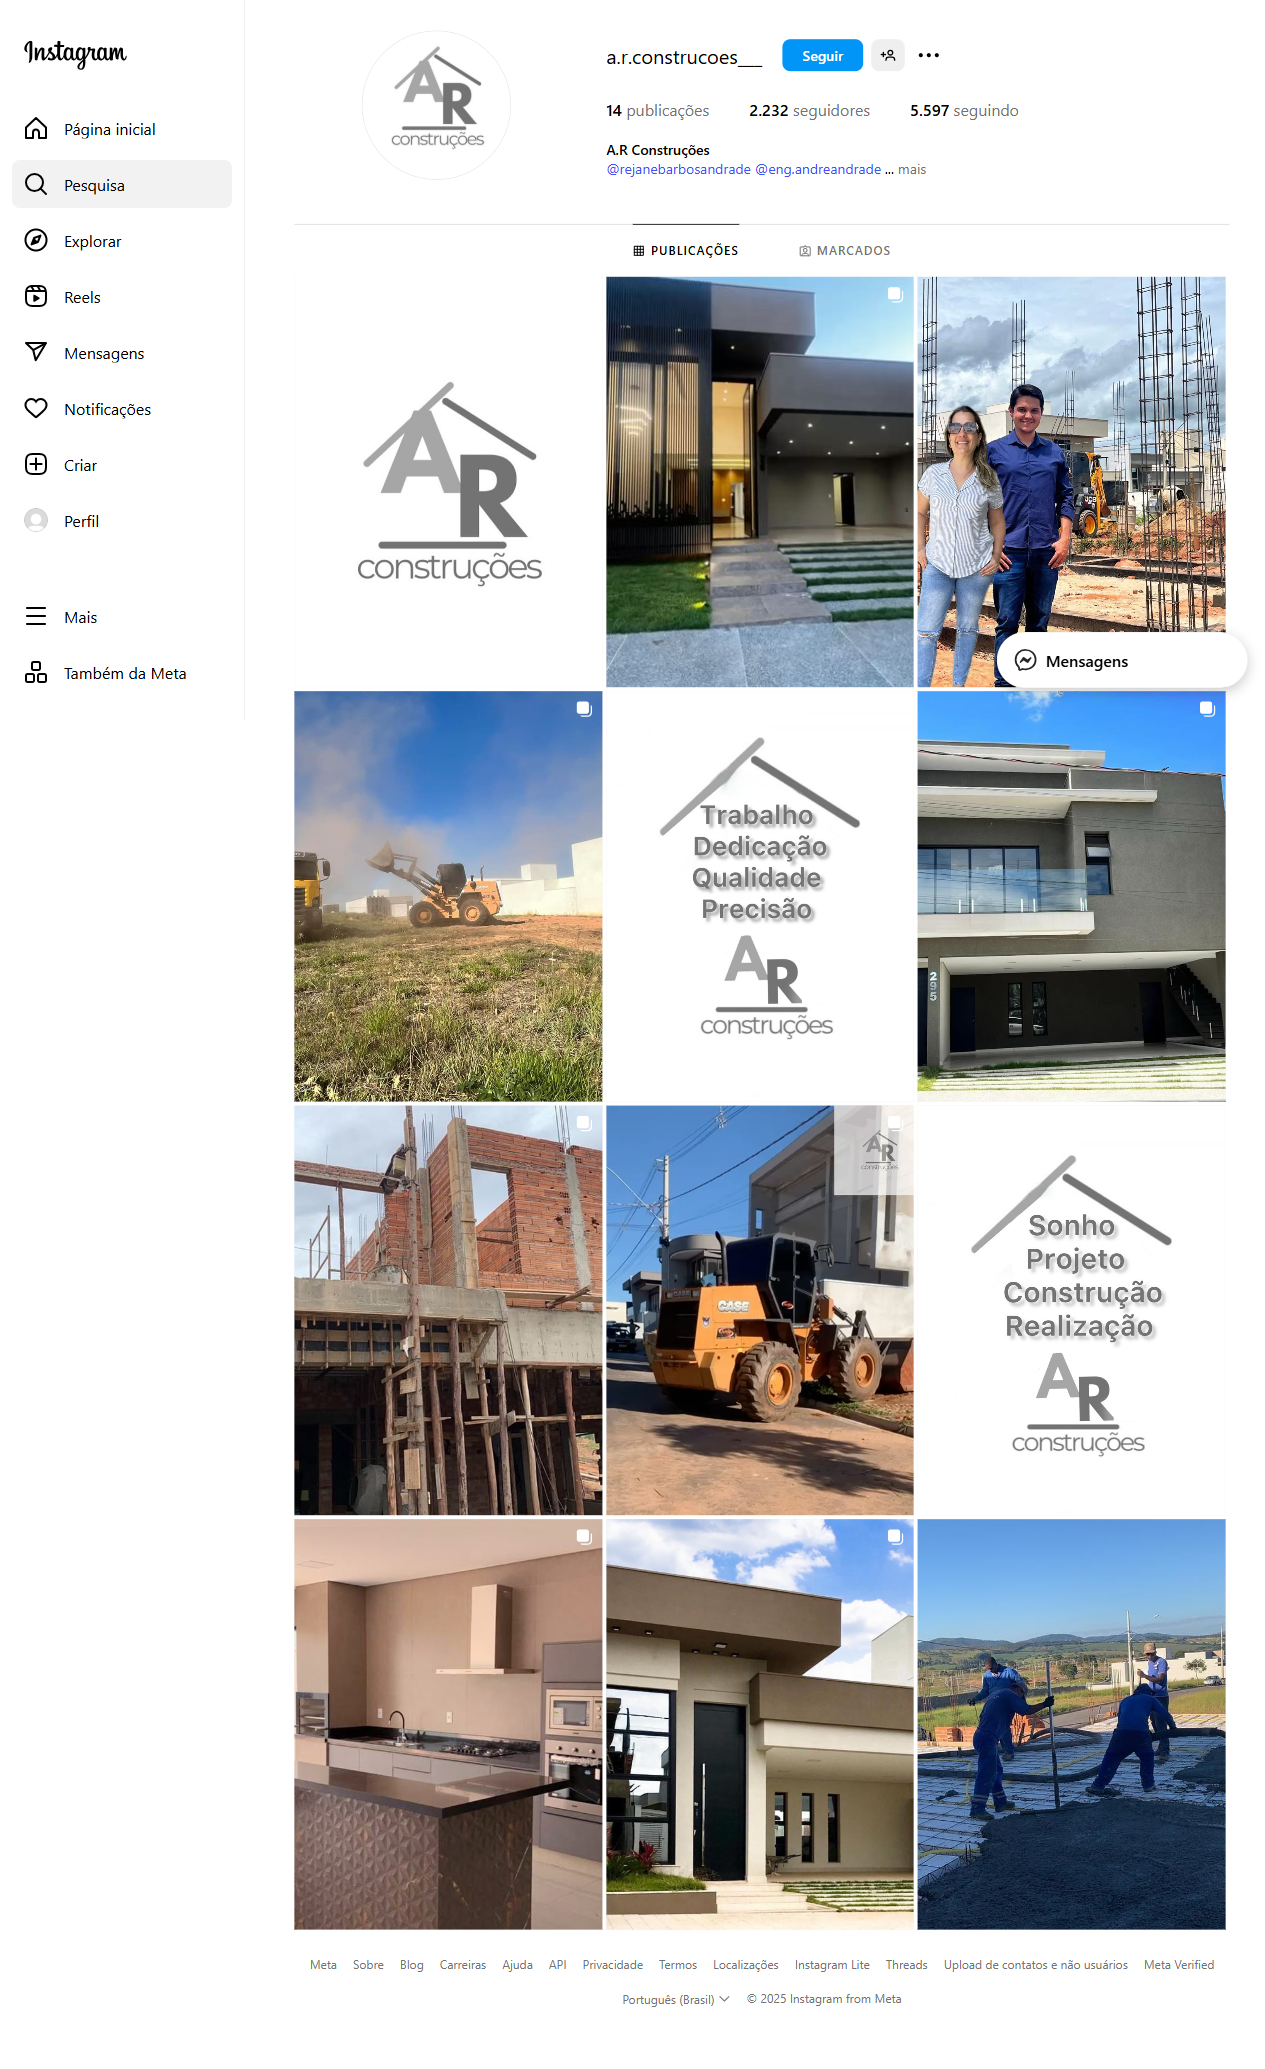 Instagram
Página inicial
Pesquisa
Explorar
Reels
Mensagens
Notificações
Criar
Perfil
Mais
Também da Meta
AR
construções
a.r.construcoes___
Seguir
14 publicações 2.232 seguidores 5.597 seguindo
A.R Construções
@rejanebarbosandrade @eng.andreandrade ... mais
PUBLICAÇÕES MARCADOS
AR
construções
JCB
Mensagens
Trabalho
Dedicação
Qualidade
Precisão
AR
construções
295
AR
construções
CASE
Sonho
Projeto
Construção
Realização
AR
construções
Meta Sobre Blog Carreiras Ajuda API Privacidade Termos Localizações Instagram Lite Threads Upload de contatos e não usuários Meta Verified
Português (Brasil) © 2025 Instagram from Meta